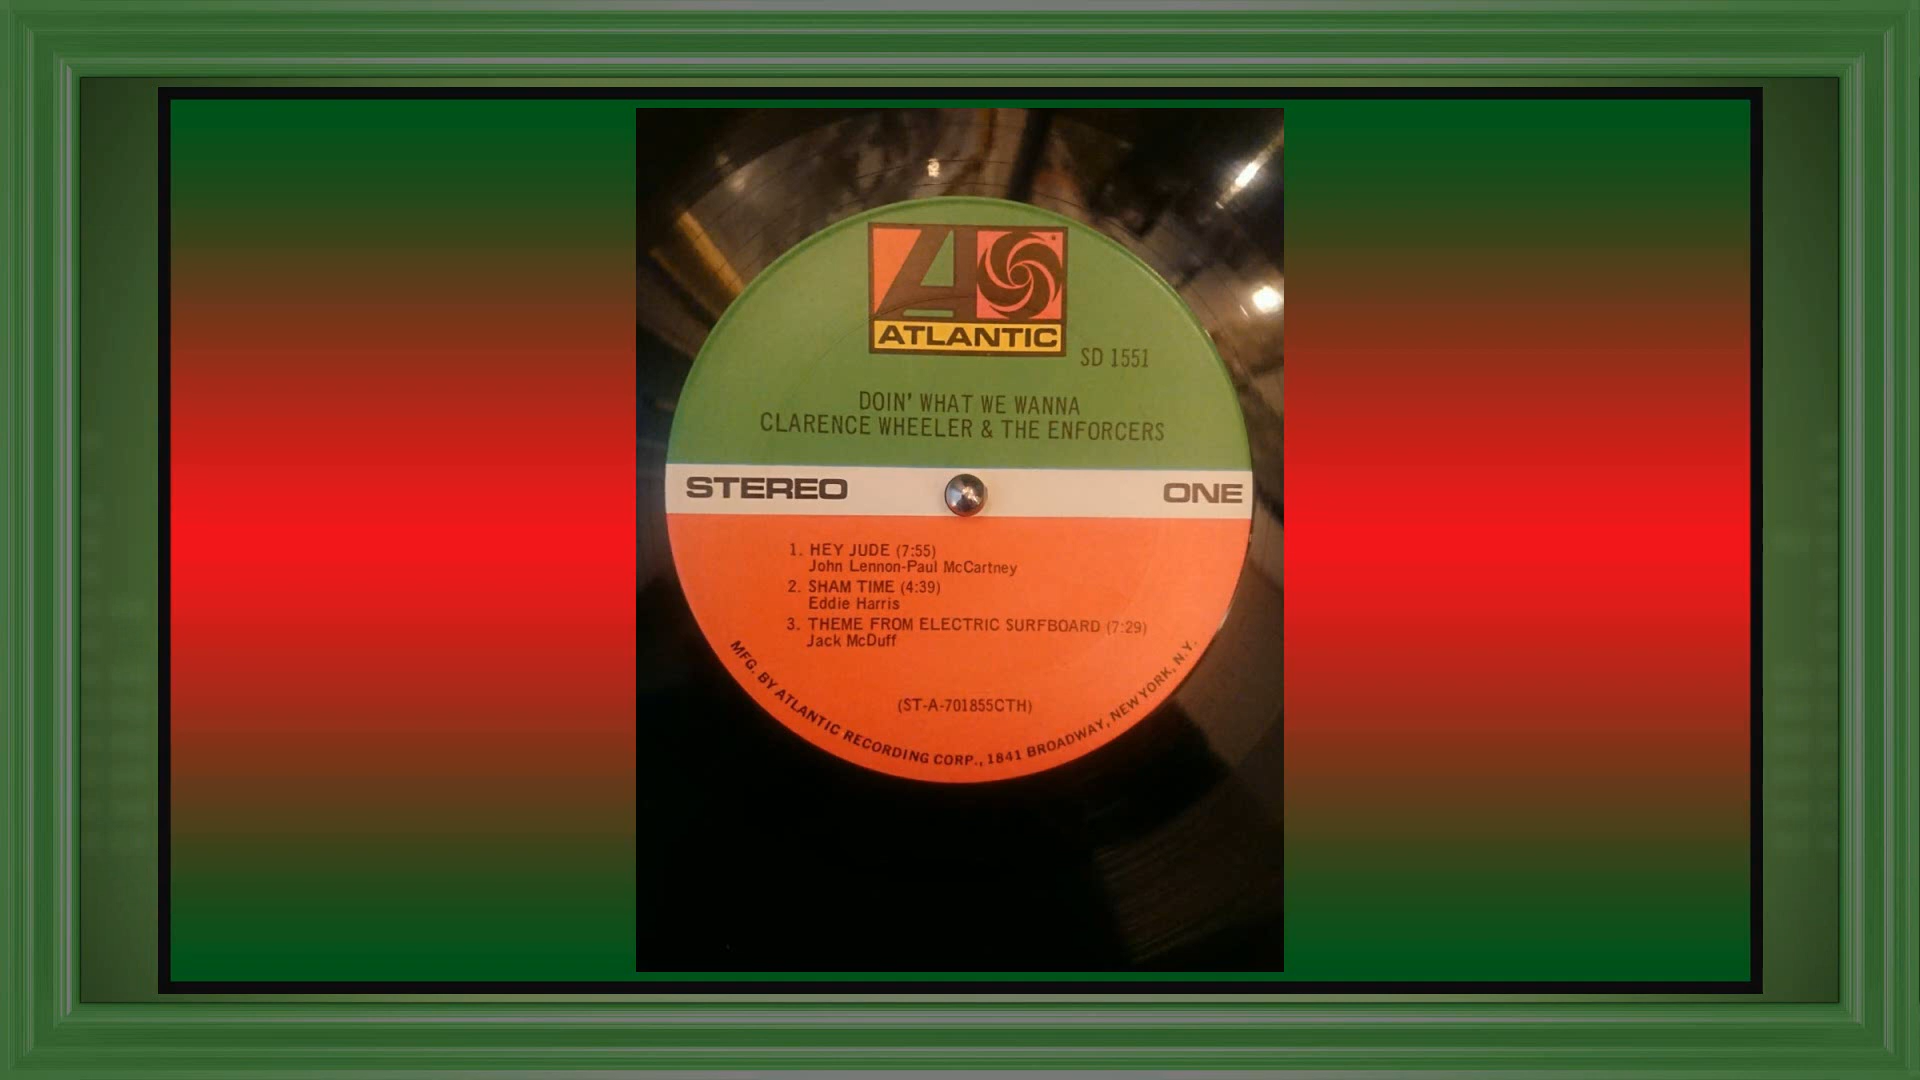 ATLANTIC
SD 1551
DOIN' WHAT WE WANNA
CLARENCE WHEELER & THE ENFORCERS
STEREO
ONE
1. HEY JUDE (7:55)
John Lennon-Paul McCartney
2. SHAM TIME (4:39)
Eddie Harris
3. THEME FROM ELECTRIC SURFBOARD (7:29)
Jack McDuff
(ST-A-701855CTH)
MFG. BY ATLANTIC RECORDING CORP., 1841 BROADWAY, NEW YORK, N.Y.